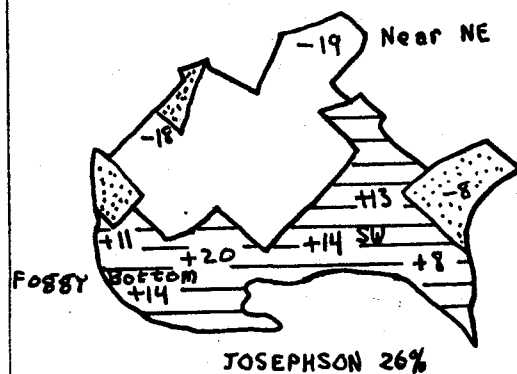 -19 Near NE
-18
-8
+13
+11 +20 +14 SW +8
Foggy Bottom
+14
JOSEPHSON 26%